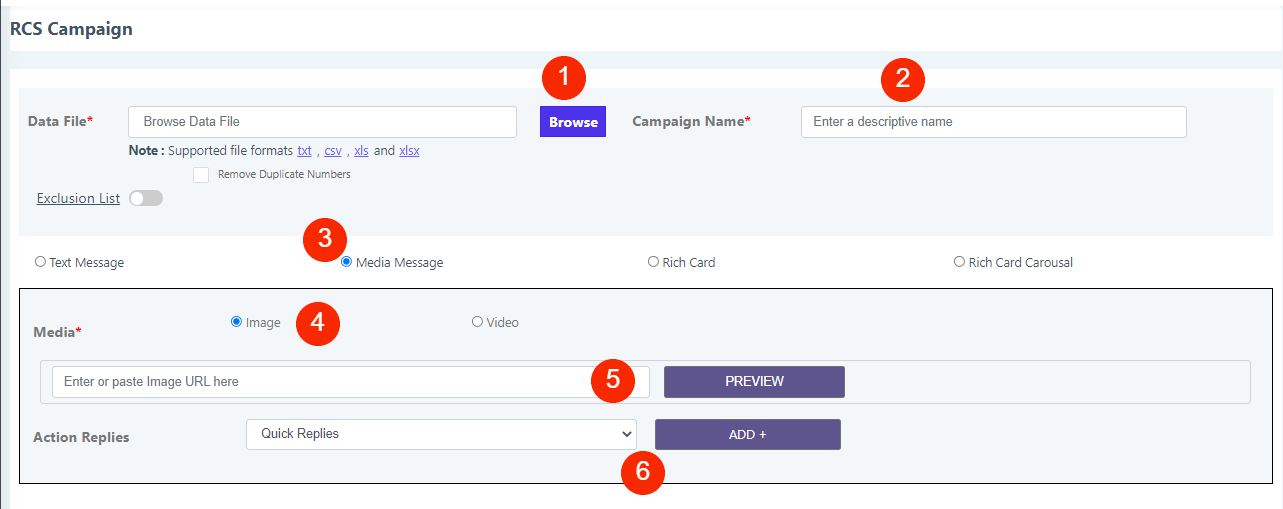 RCS Campaign
1
2
Data File* Browse Data File Browse Campaign Name* Enter a descriptive name
Note : Supported file formats txt , csv , xls and xlsx
Remove Duplicate Numbers
Exclusion List
3
Text Message Media Message Rich Card Rich Card Carousal
Media* Image 4 Video
Enter or paste Image URL here 5 PREVIEW
Action Replies Quick Replies ADD +
6